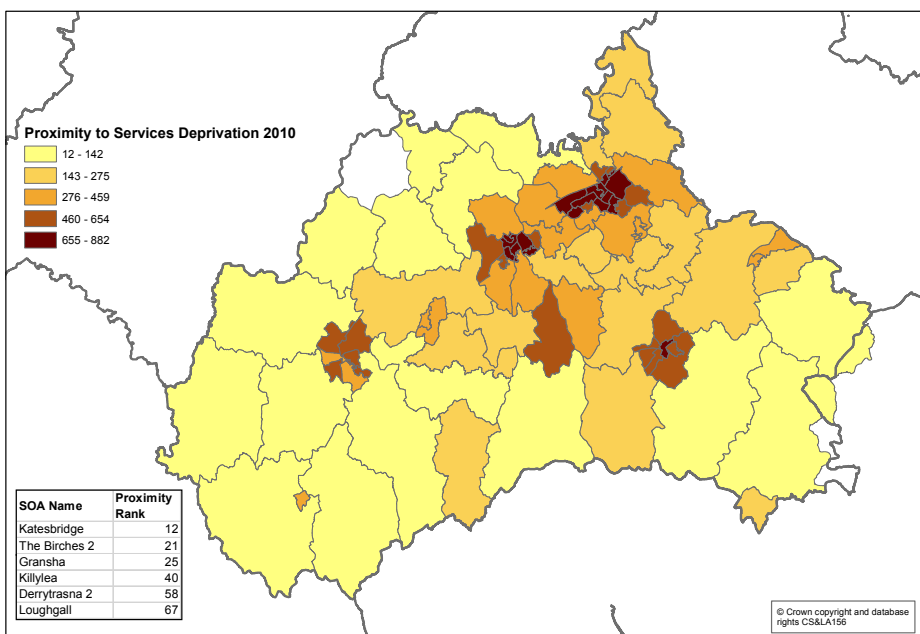 Proximity to Services Deprivation 2010
12 - 142
143 - 275
276 - 459
460 - 654
655 - 882
SOA Name Proximity
Rank
Katesbridge 12
The Birches 2 21
Gransha 25
Killylea 40
Derrytrasna 2 58
Loughgall 67
© Crown copyright and database
rights CS&LA156